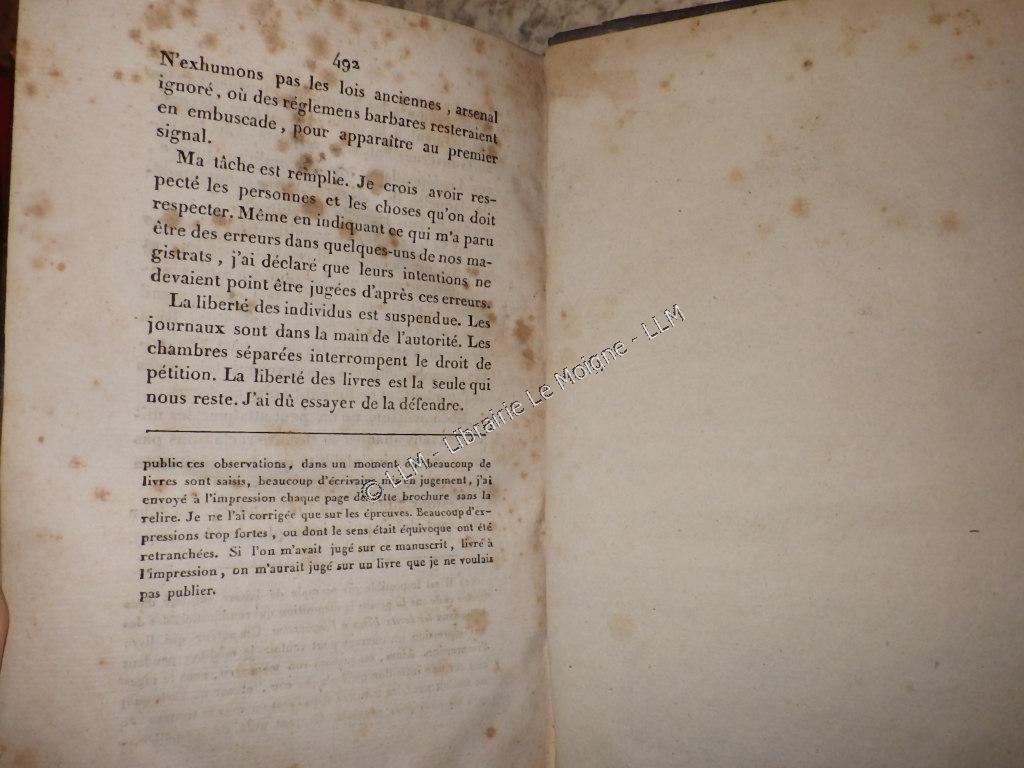 492
N'exhumons pas les lois anciennes, arsenal
ignoré, où des réglemens barbares resteraient
en embuscade, pour apparaître au premier
signal.
Ma tâche est remplie. Je crois avoir res-
pecté les personnes et les choses qu'on doit
respecter. Même en indiquant ce qui m'a paru
être des erreurs dans quelques-uns de nos ma-
gistrats, j'ai déclaré que leurs intentions ne
devaient point être jugées d'après ces erreurs.
La liberté des individus est suspendue. Les
journaux sont dans la main de l'autorité. Les
chambres séparées interrompent le droit de
pétition. La liberté des livres est la seule qui
nous reste. J'ai dû essayer de la défendre.
public ces observations, dans un moment où beaucoup de
livres sont saisis, beaucoup d'écrivains en jugement, j'ai
envoyé à l'impression chaque page de cette brochure sans la
relire. Je ne l'ai corrigée que sur les épreuves. Beaucoup d'ex-
pressions trop fortes, ou dont le sens était équivoque ont été
retranchées. Si l'on m'avait jugé sur ce manuscrit, livré à
l'impression, on m'aurait jugé sur un livre que je ne voulais
pas publier.
© LLM - Librairie Le Moigne - LLM